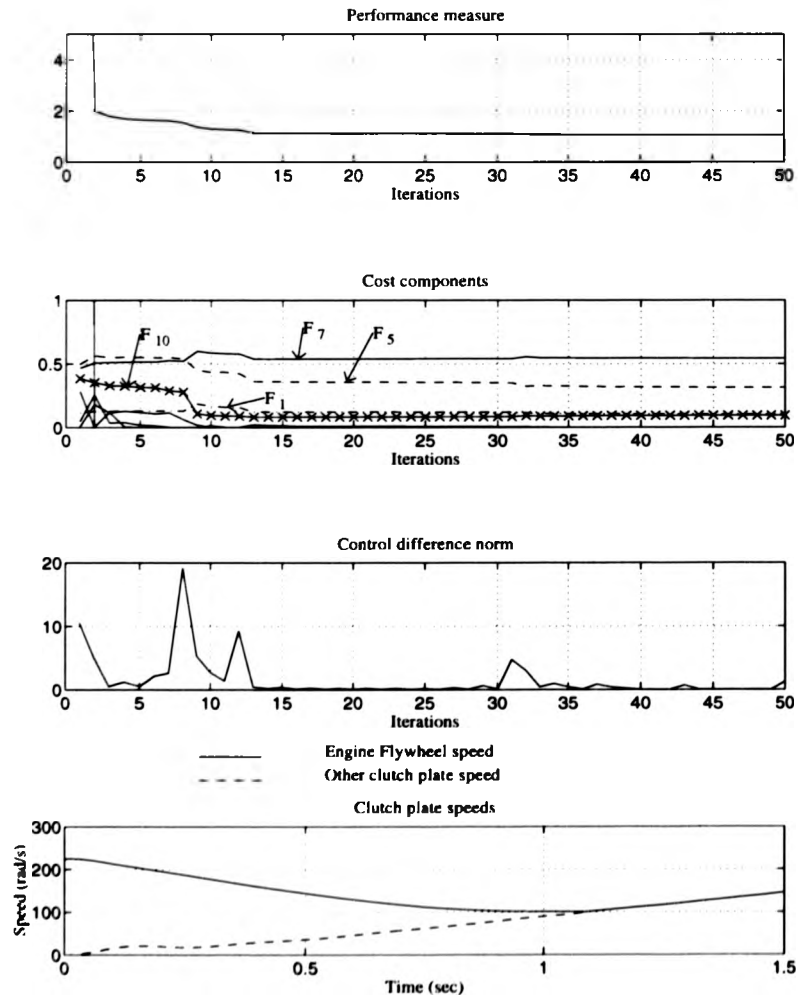 Performance measure
4
2
0
0 5 10 15 20 25 30 35 40 45 50
Iterations
Cost components
1
0.5
0
F 10
F 7
F 5
F 1
0 5 10 15 20 25 30 35 40 45 50
Iterations
Control difference norm
20
10
0
0 5 10 15 20 25 30 35 40 45 50
Iterations
Engine Flywheel speed
Other clutch plate speed
Clutch plate speeds
Speed (rad/s)
300
200
100
0
0 0.5 1 1.5
Time (sec)